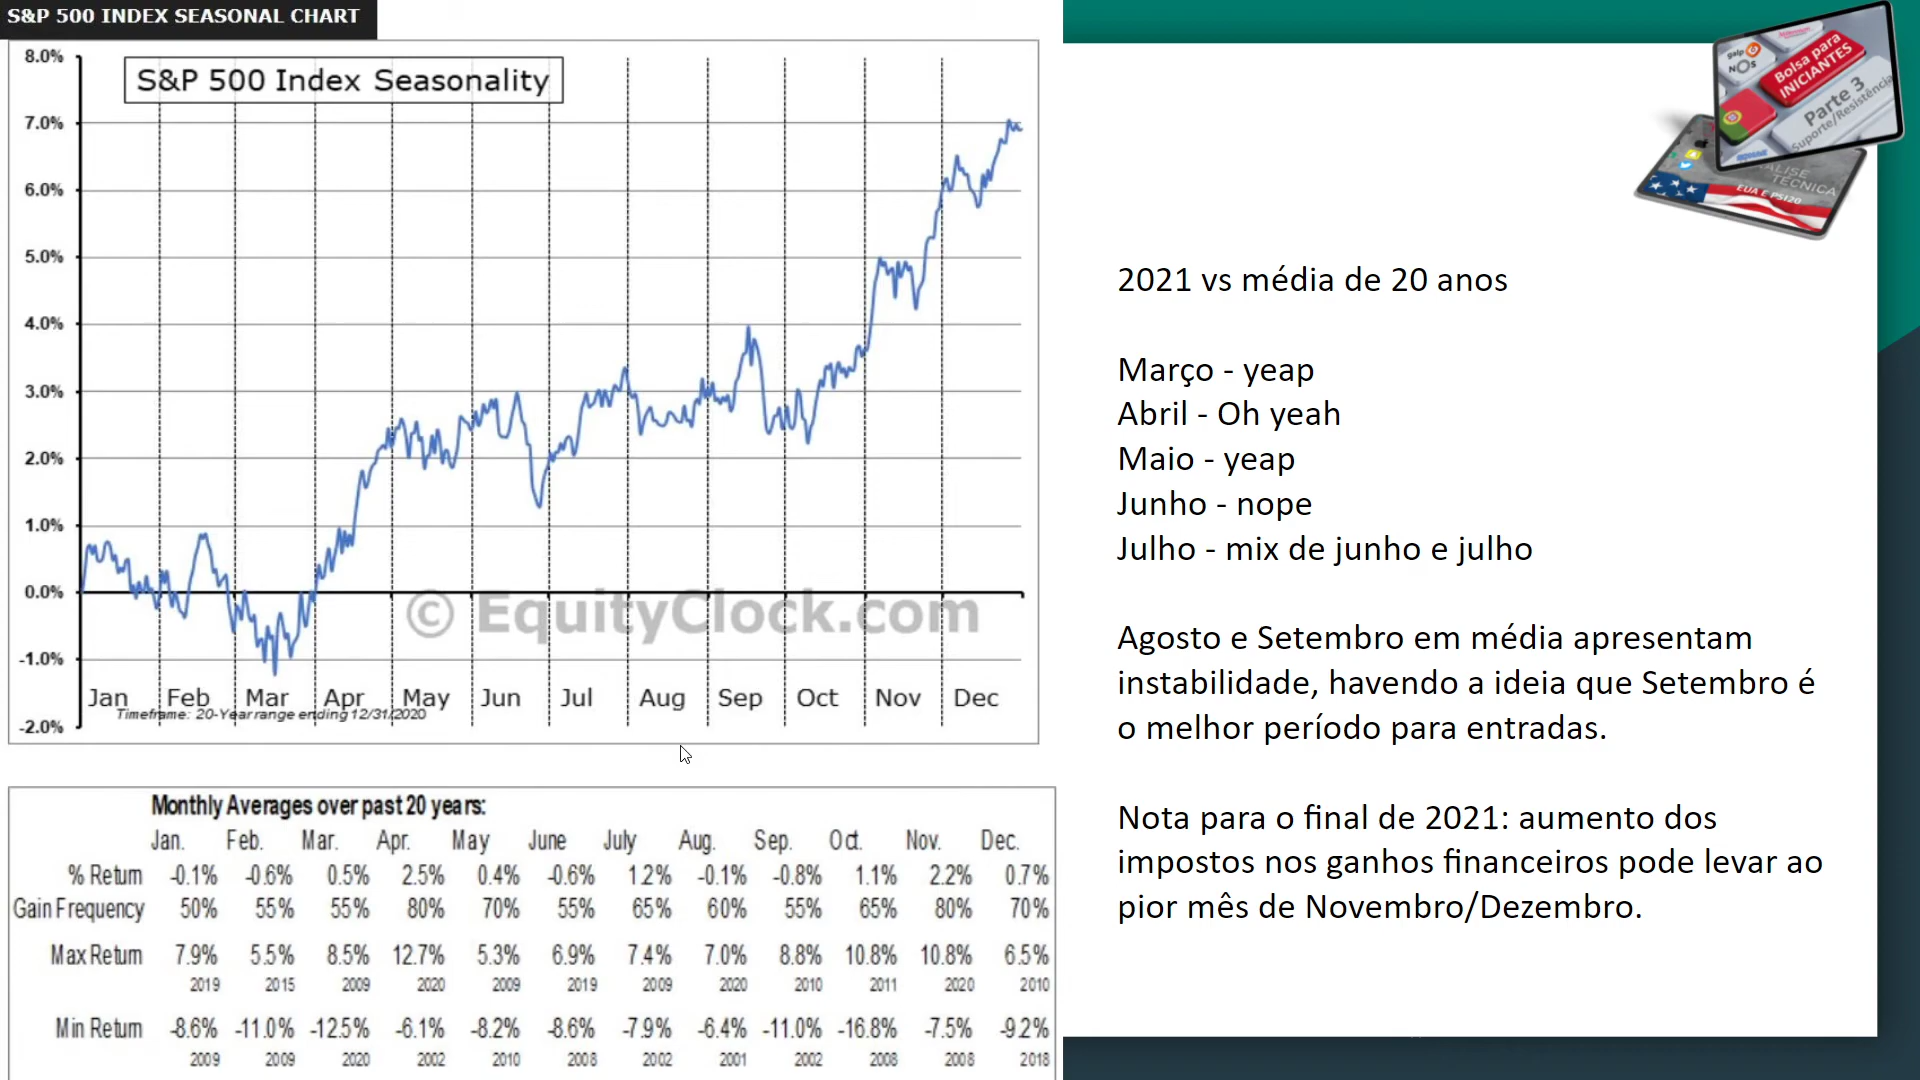 S&P 500 INDEX SEASONAL CHART
S&P 500 Index Seasonality
8.0%
7.0%
6.0%
5.0%
4.0%
3.0%
2.0%
1.0%
0.0%
-1.0%
-2.0%
© EquityClock.com
Jan Feb Mar Apr May Jun Jul Aug Sep Oct Nov Dec
Timeframe: 20-Year range ending 12/31/2020
Monthly Averages over past 20 years:
Jan. Feb. Mar. Apr. May June July Aug. Sep. Oct. Nov. Dec.
% Return -0.1% -0.6% 0.5% 2.5% 0.4% -0.6% 1.2% -0.1% -0.8% 1.1% 2.2% 0.7%
Gain Frequency 50% 55% 55% 80% 70% 55% 65% 60% 55% 65% 80% 70%
Max Return 7.9% 5.5% 8.5% 12.7% 5.3% 6.9% 7.4% 7.0% 8.8% 10.8% 10.8% 6.5%
2019 2015 2009 2020 2009 2019 2009 2020 2010 2011 2020 2010
Min Return -8.6% -11.0% -12.5% -6.1% -8.2% -8.6% -7.9% -6.4% -11.0% -16.8% -7.5% -9.2%
2009 2009 2020 2002 2010 2008 2002 2001 2002 2008 2008 2018
galp
NOS
Bolsa para
INICIANTES
Parte 3
Suporte/Resistência
TÉCNICA
EUA E PSI20
2021 vs média de 20 anos
Março - yeap
Abril - Oh yeah
Maio - yeap
Junho - nope
Julho - mix de junho e julho
Agosto e Setembro em média apresentam
instabilidade, havendo a ideia que Setembro é
o melhor período para entradas.
Nota para o final de 2021: aumento dos
impostos nos ganhos financeiros pode levar ao
pior mês de Novembro/Dezembro.